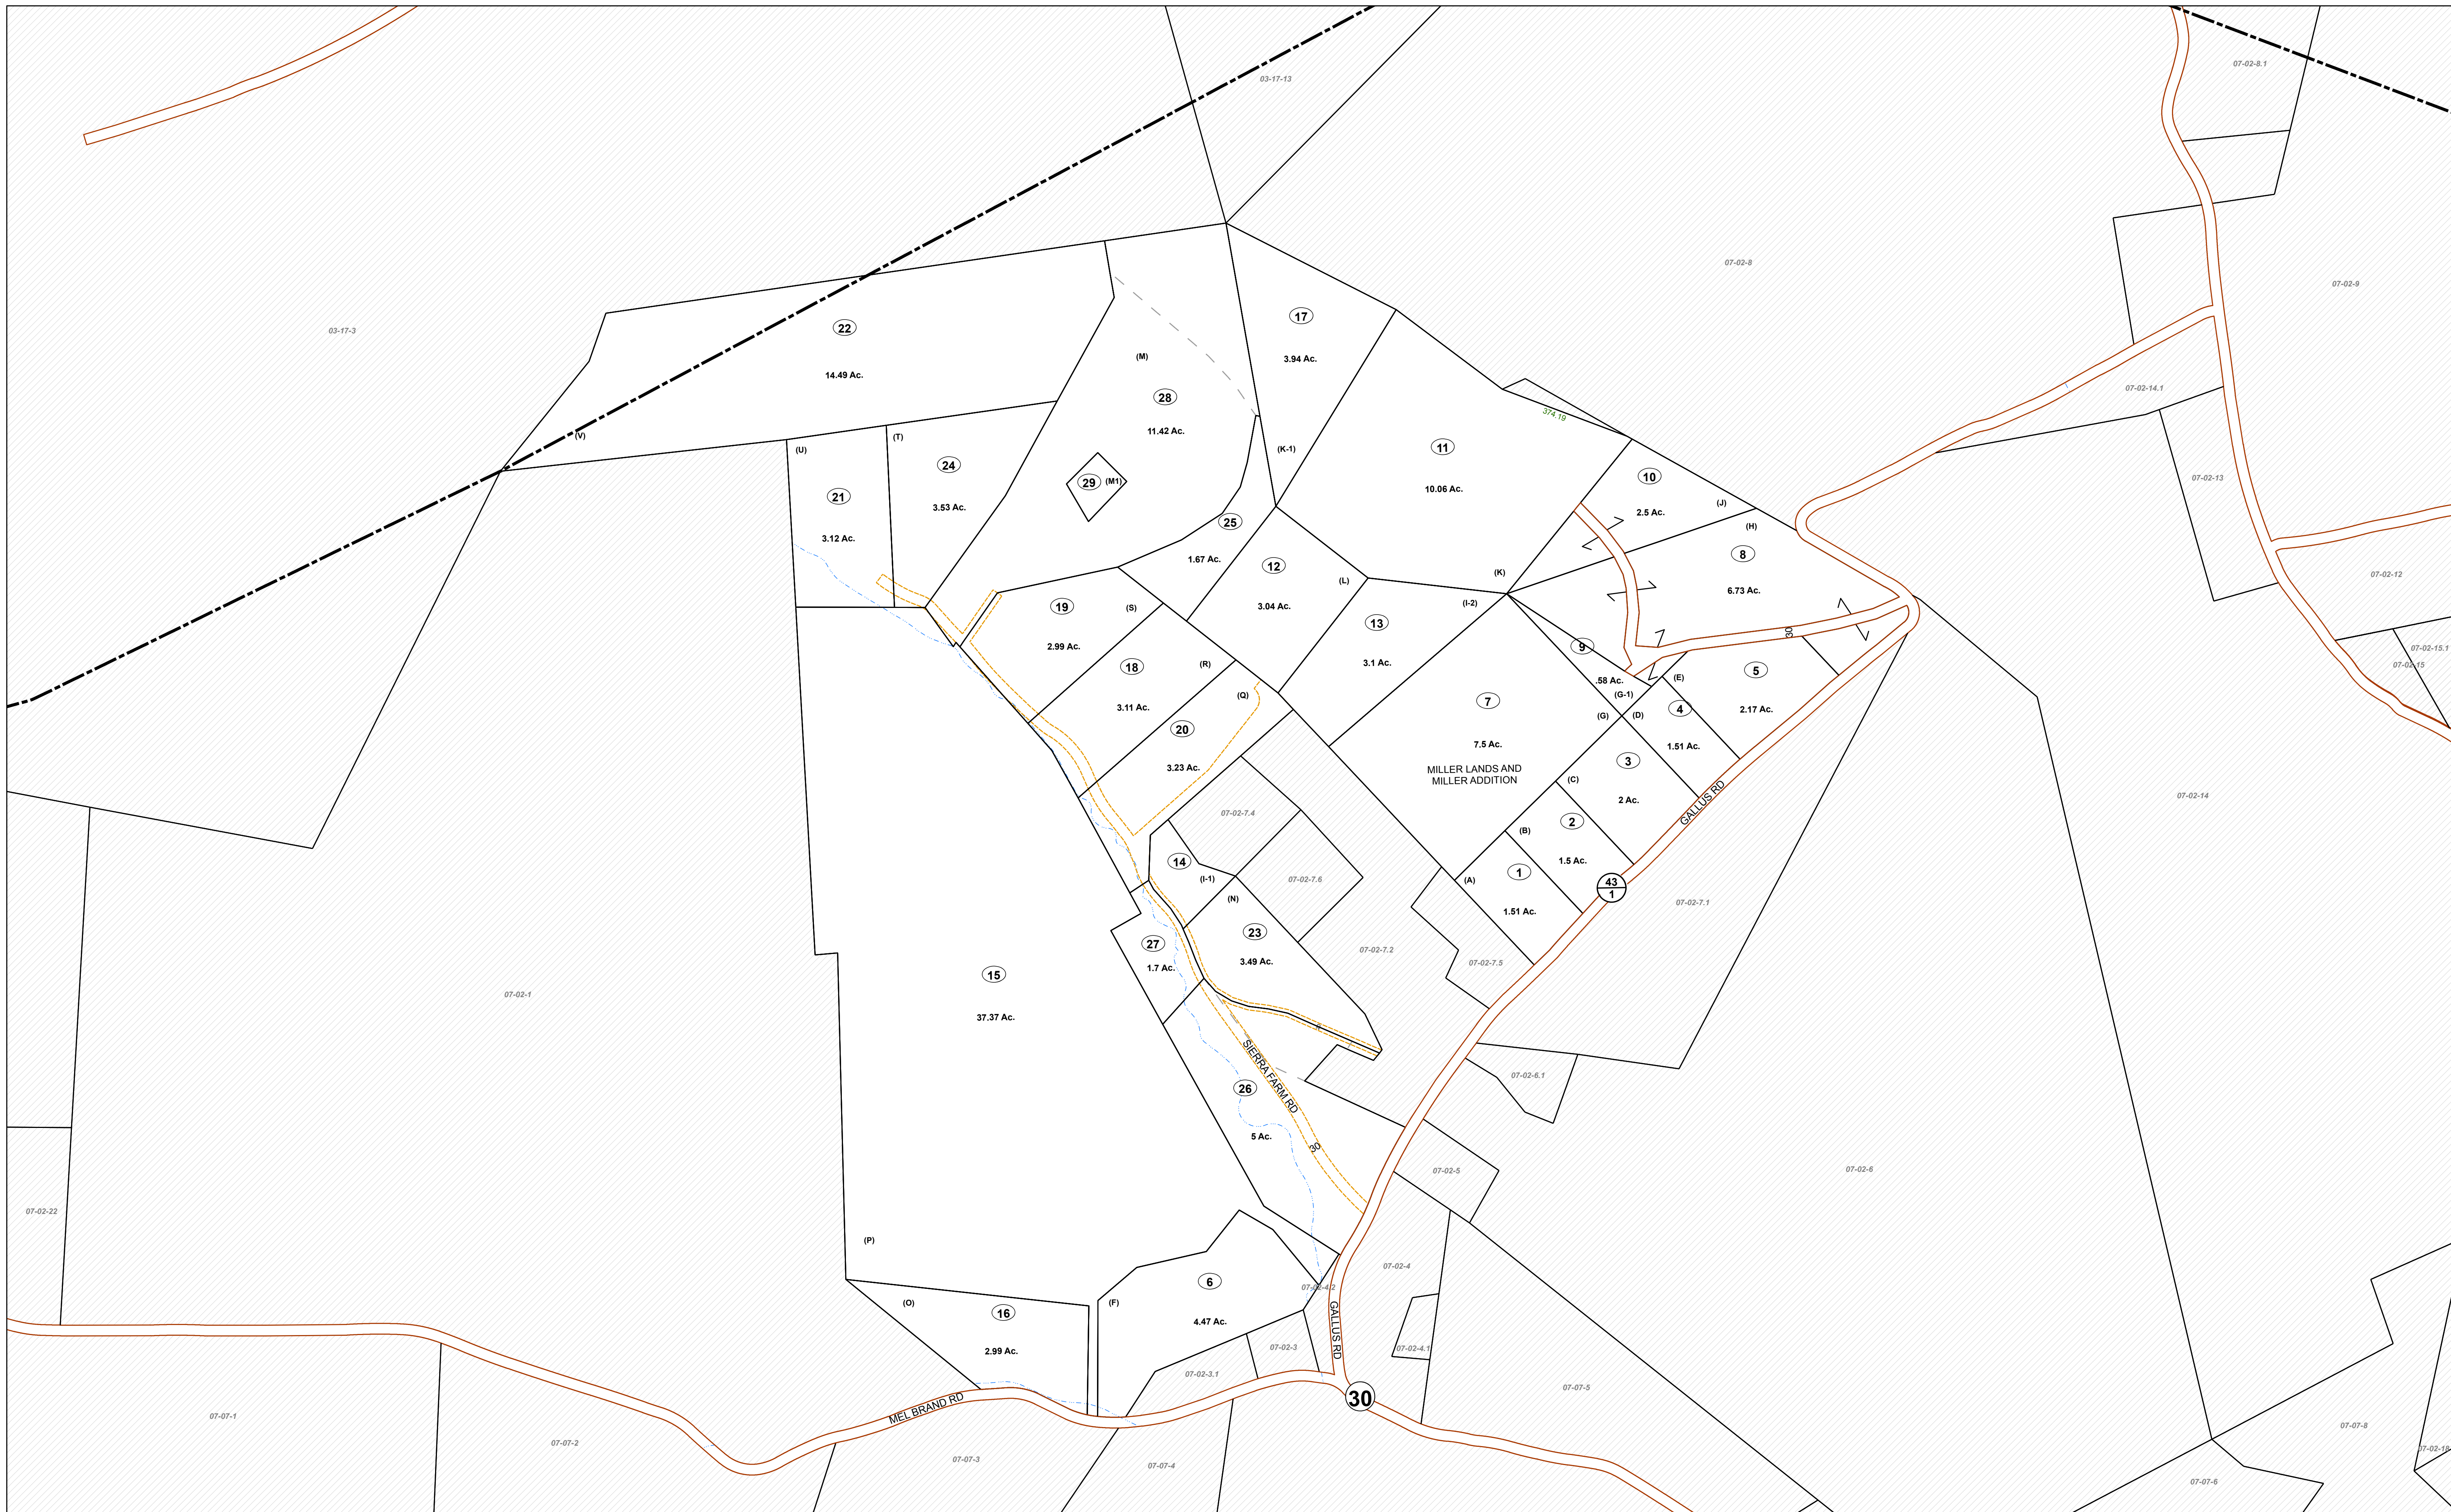 07-02-8.1
03-17-13
07-02-8
07-02-9
03-17-3
22
17
14.49 Ac.
3.94 Ac.
(M)
28
11.42 Ac.
07-02-14.1
374.19
(V)
(U)
(T)
(K-1)
11
24
29
(M1)
10
07-02-13
21
3.53 Ac.
10.06 Ac.
2.5 Ac.
(J)
(H)
25
3.12 Ac.
1.67 Ac.
12
8
(K)
07-02-12
(L)
6.73 Ac.
19
(S)
3.04 Ac.
(I-2)
13
30
9
2.99 Ac.
3.1 Ac.
07-02-15.1
07-02-15
18
(R)
5
(E)
.58 Ac.
(Q)
(G-1)
7
3.11 Ac.
4
2.17 Ac.
(G)
(D)
20
7.5 Ac.
1.51 Ac.
3.23 Ac.
3
MILLER LANDS AND
MILLER ADDITION
(C)
2 Ac.
GALLUS RD
07-02-14
07-02-7.4
2
(B)
14
1.5 Ac.
1
(I-1)
07-02-7.6
(A)
43
1
(N)
07-02-7.1
1.51 Ac.
23
27
07-02-7.2
3.49 Ac.
1.7 Ac.
07-02-7.5
15
07-02-1
37.37 Ac.
SIERRA FARM RD
07-02-6.1
26
5 Ac.
30
07-02-5
07-02-6
07-02-22
(P)
07-02-4
6
07-02-4.2
(O)
(F)
16
4.47 Ac.
GALLUS RD
2.99 Ac.
07-02-3
07-02-4.1
07-02-3.1
07-07-5
30
MEL BRAND RD
07-07-1
07-07-8
07-07-2
07-02-18
07-07-3
07-07-4
07-07-6